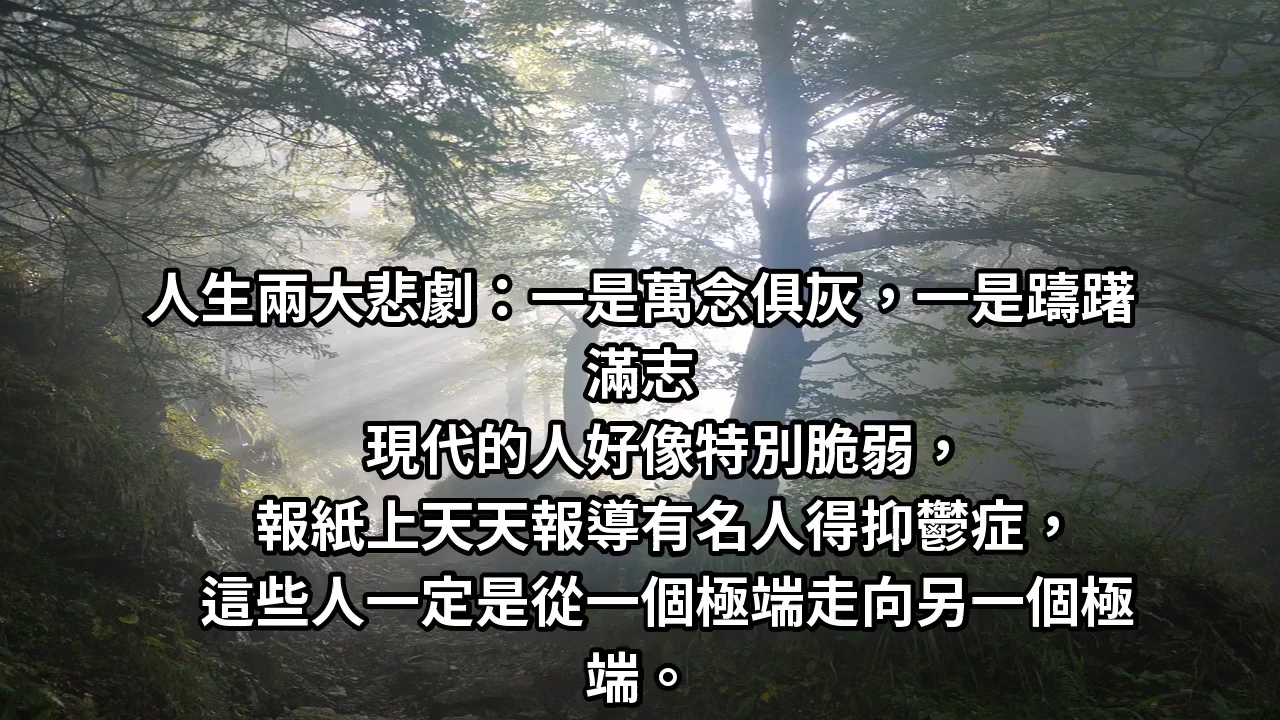 人生兩大悲劇：一是萬念俱灰，一是躊躇
滿志
現代的人好像特別脆弱，
報紙上天天報導有名人得抑鬱症，
這些人一定是從一個極端走向另一個極
端。